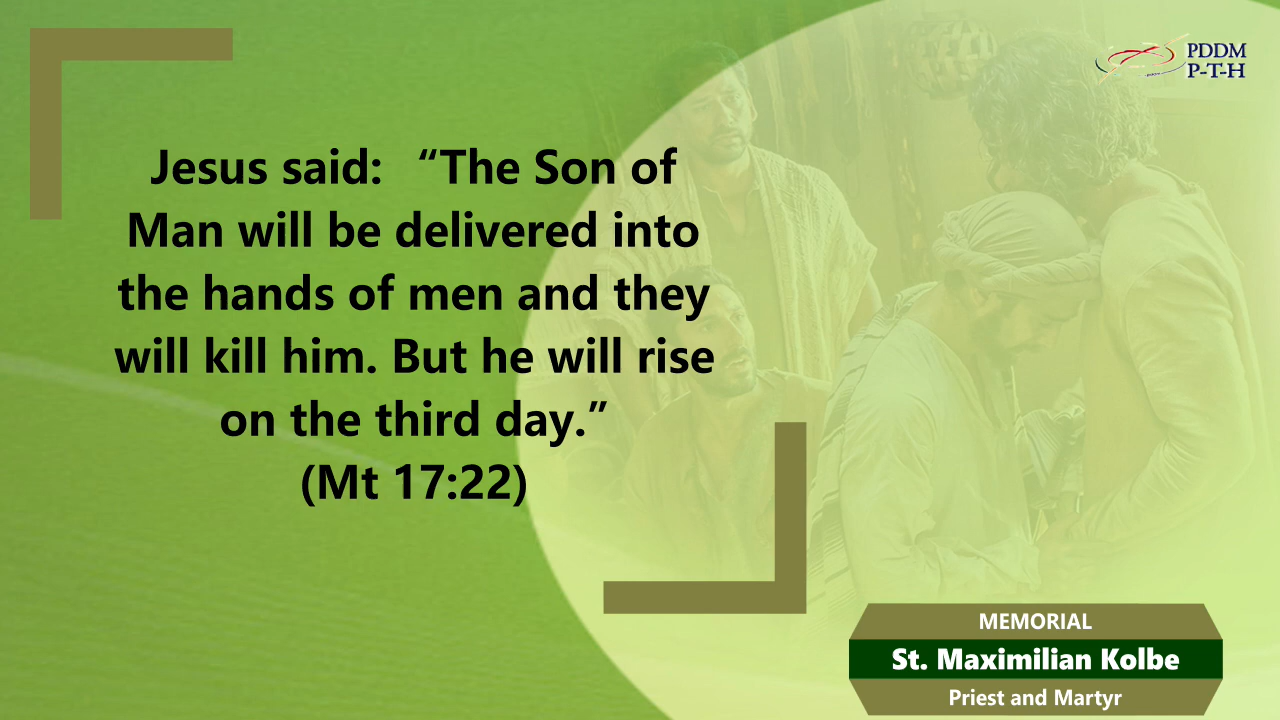 PDDM
P-T-H
Jesus said: “The Son of
Man will be delivered into
the hands of men and they
will kill him. But he will rise
on the third day.”
(Mt 17:22)
MEMORIAL
St. Maximilian Kolbe
Priest and Martyr